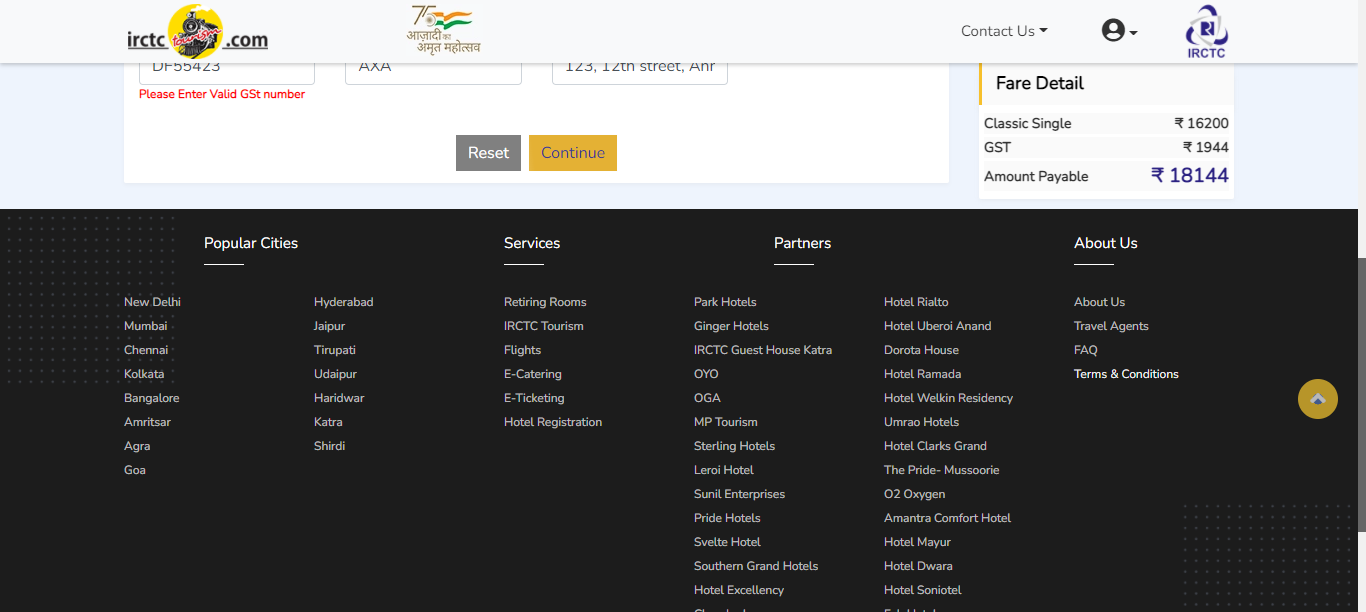 irctc tourism .com
75
आज़ादी का
अमृत महोत्सव
Contact Us
IRCTC
DF55423
AXA
123, 12th street, Anr
Please Enter Valid GSt number
Reset
Continue
Fare Detail
Classic Single ₹ 16200
GST ₹ 1944
Amount Payable ₹ 18144
Popular Cities
New Delhi
Mumbai
Chennai
Kolkata
Bangalore
Amritsar
Agra
Goa
Hyderabad
Jaipur
Tirupati
Udaipur
Haridwar
Katra
Shirdi
Services
Retiring Rooms
IRCTC Tourism
Flights
E-Catering
E-Ticketing
Hotel Registration
Partners
Park Hotels
Ginger Hotels
IRCTC Guest House Katra
OYO
OGA
MP Tourism
Sterling Hotels
Leroi Hotel
Sunil Enterprises
Pride Hotels
Svelte Hotel
Southern Grand Hotels
Hotel Excellency
Hotel Rialto
Hotel Uberoi Anand
Dorota House
Hotel Ramada
Hotel Welkin Residency
Umrao Hotels
Hotel Clarks Grand
The Pride- Mussoorie
O2 Oxygen
Amantra Comfort Hotel
Hotel Mayur
Hotel Dwara
Hotel Soniotel
About Us
About Us
Travel Agents
FAQ
Terms & Conditions